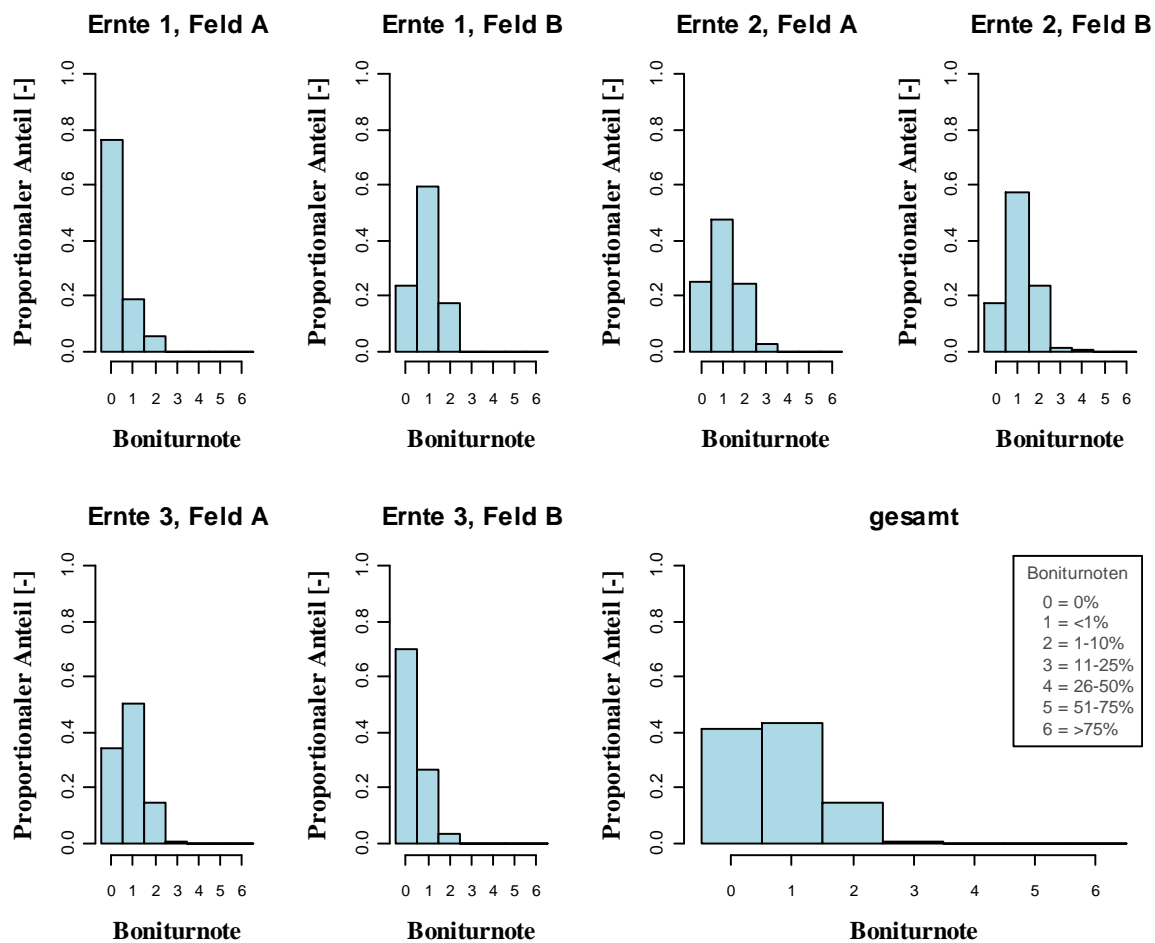 Ernte 1, Feld A
Proportionaler Anteil [-]
0.0 0.2 0.4 0.6 0.8 1.0
0 1 2 3 4 5 6
Boniturnote
Ernte 1, Feld B
Proportionaler Anteil [-]
0.0 0.2 0.4 0.6 0.8 1.0
0 1 2 3 4 5 6
Boniturnote
Ernte 2, Feld A
Proportionaler Anteil [-]
0.0 0.2 0.4 0.6 0.8 1.0
0 1 2 3 4 5 6
Boniturnote
Ernte 2, Feld B
Proportionaler Anteil [-]
0.0 0.2 0.4 0.6 0.8 1.0
0 1 2 3 4 5 6
Boniturnote
Ernte 3, Feld A
Proportionaler Anteil [-]
0.0 0.2 0.4 0.6 0.8 1.0
0 1 2 3 4 5 6
Boniturnote
Ernte 3, Feld B
Proportionaler Anteil [-]
0.0 0.2 0.4 0.6 0.8 1.0
0 1 2 3 4 5 6
Boniturnote
gesamt
Proportionaler Anteil [-]
0.0 0.2 0.4 0.6 0.8 1.0
0 1 2 3 4 5 6
Boniturnote
Boniturnoten
0 = 0%
1 = <1%
2 = 1-10%
3 = 11-25%
4 = 26-50%
5 = 51-75%
6 = >75%